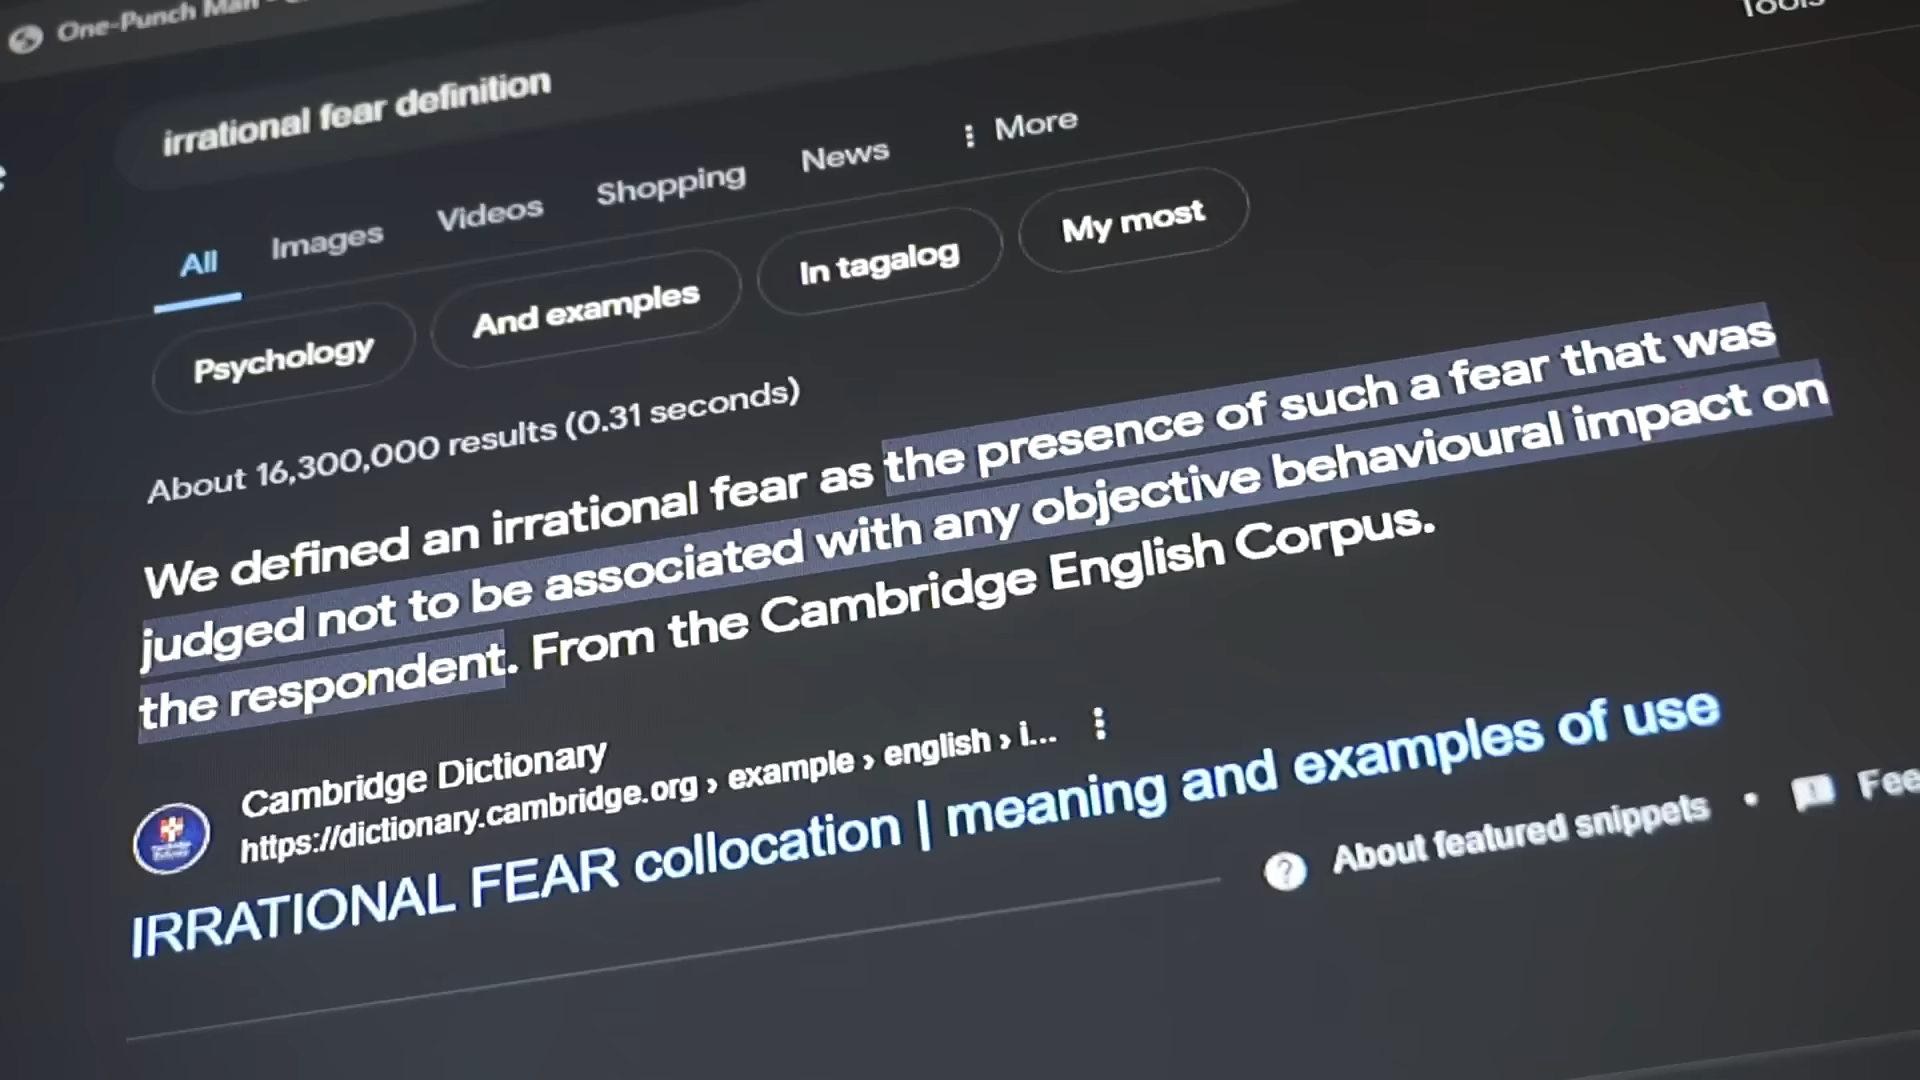 One-Punch Man -
Tools
irrational fear definition
All Images Videos Shopping News More
Psychology And examples In tagalog My most
About 16,300,000 results (0.31 seconds)
We defined an irrational fear as the presence of such a fear that was
judged not to be associated with any objective behavioural impact on
the respondent. From the Cambridge English Corpus.
Cambridge Dictionary
https://dictionary.cambridge.org › example › english › i...
IRRATIONAL FEAR collocation | meaning and examples of use
About featured snippets •